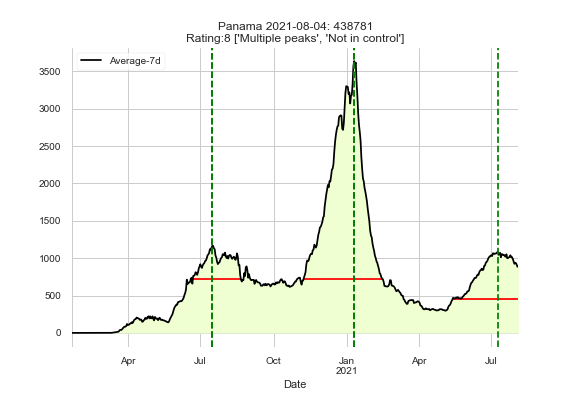 Panama 2021-08-04: 438781
Rating:8 ['Multiple peaks', 'Not in control']
Average-7d
3500
3000
2500
2000
1500
1000
500
0
Apr Jul Oct Jan Apr Jul
2021
Date